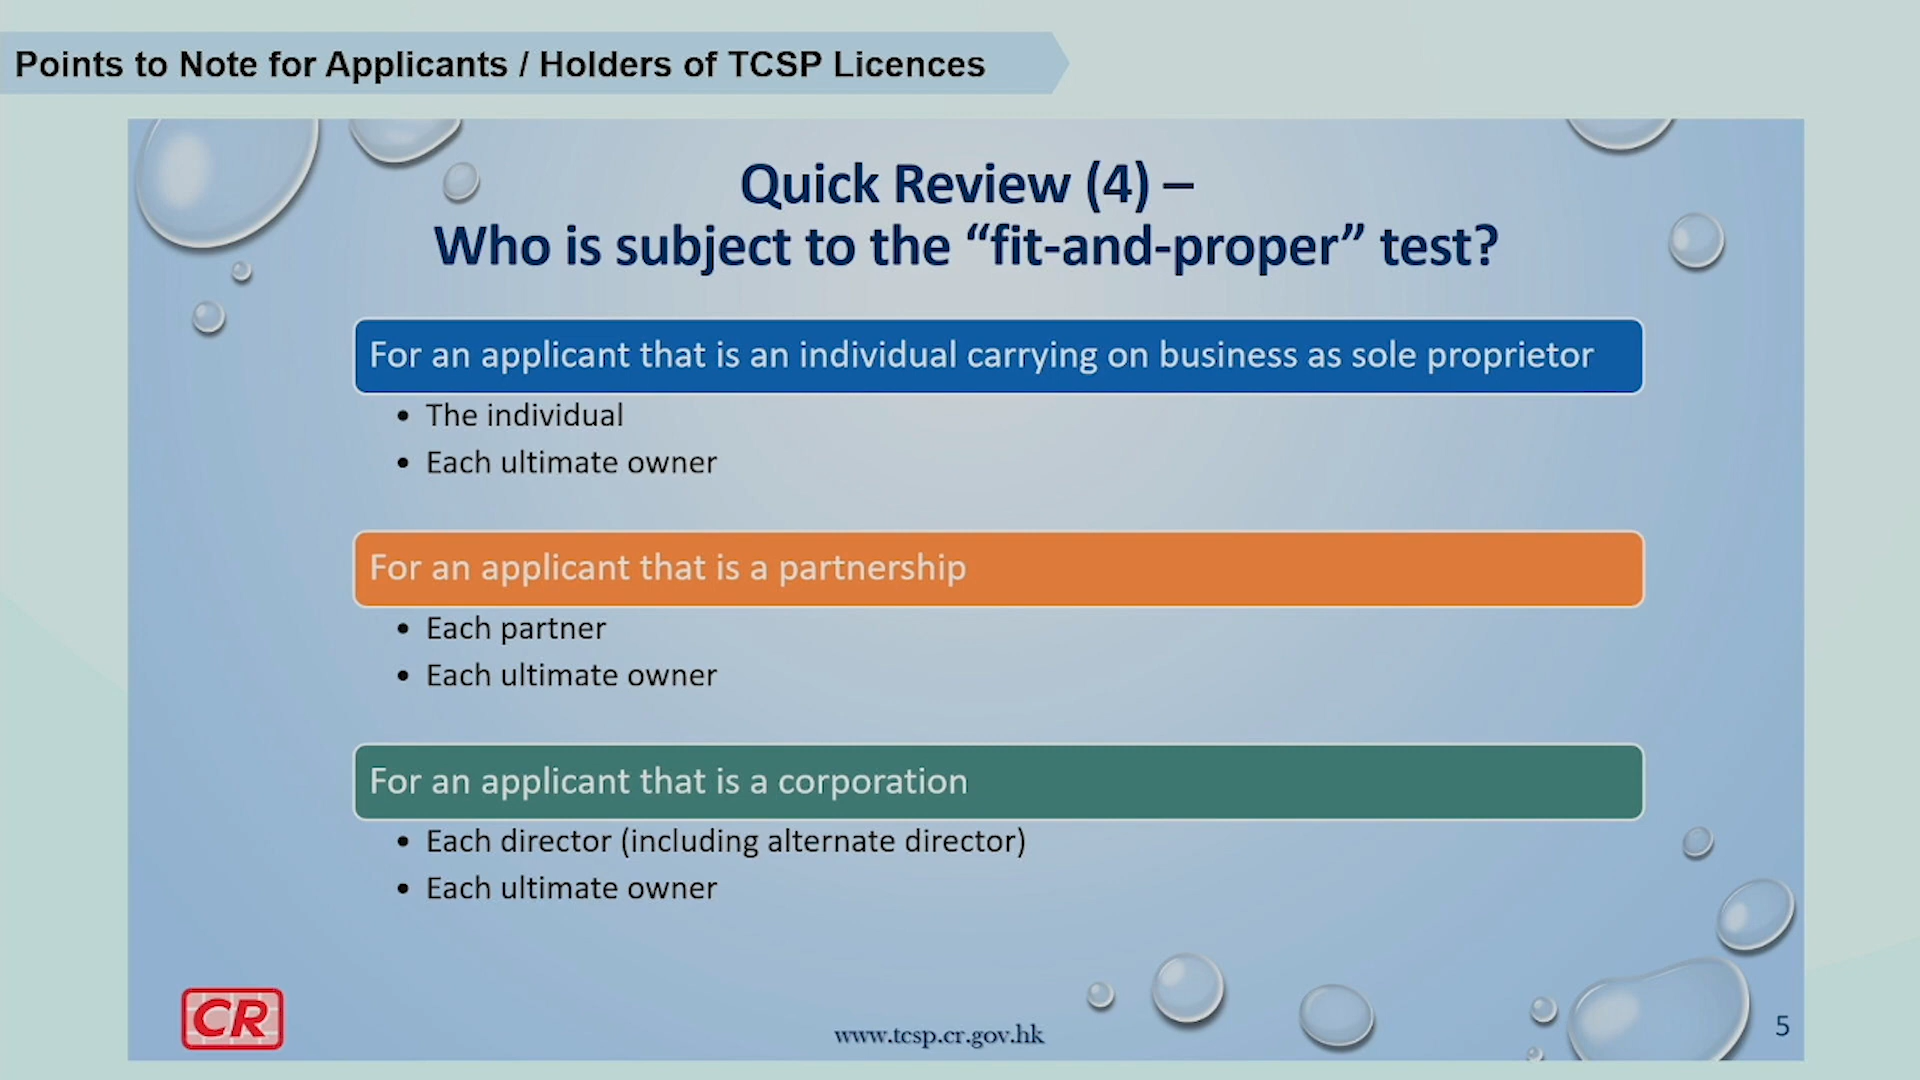 Points to Note for Applicants / Holders of TCSP Licences
Quick Review (4) –
Who is subject to the “fit-and-proper” test?
For an applicant that is an individual carrying on business as sole proprietor
• The individual
• Each ultimate owner
For an applicant that is a partnership
• Each partner
• Each ultimate owner
For an applicant that is a corporation
• Each director (including alternate director)
• Each ultimate owner
CR
www.tcsp.cr.gov.hk
5